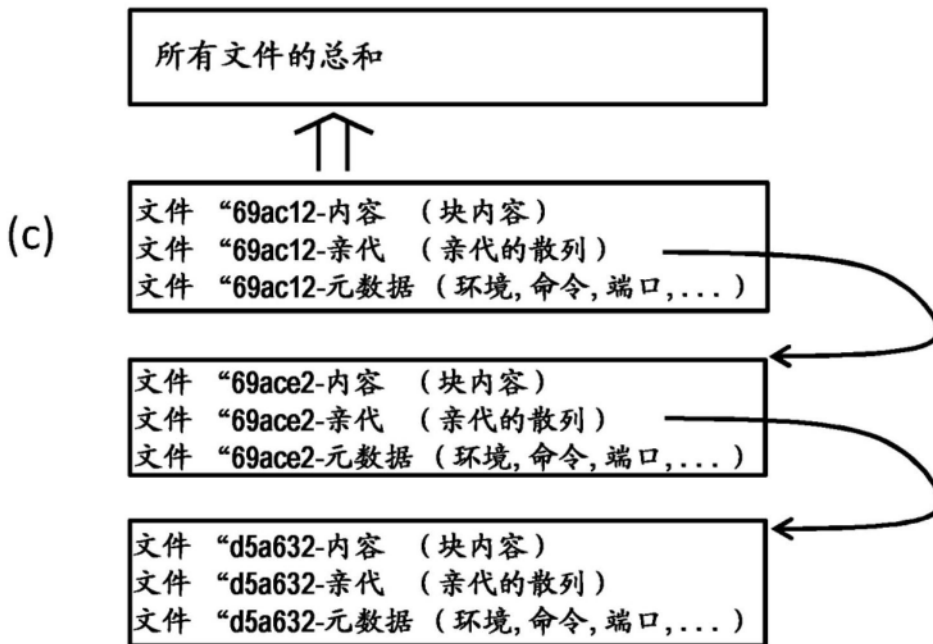 所有文件的总和
(c)
文件 “69ac12-内容 (块内容)
文件 “69ac12-亲代 (亲代的散列)
文件 “69ac12-元数据 (环境,命令,端口,...)
文件 “69ace2-内容 (块内容)
文件 “69ace2-亲代 (亲代的散列)
文件 “69ace2-元数据 (环境,命令,端口,...)
文件 “d5a632-内容 (块内容)
文件 “d5a632-亲代 (亲代的散列)
文件 “d5a632-元数据 (环境,命令,端口,...)